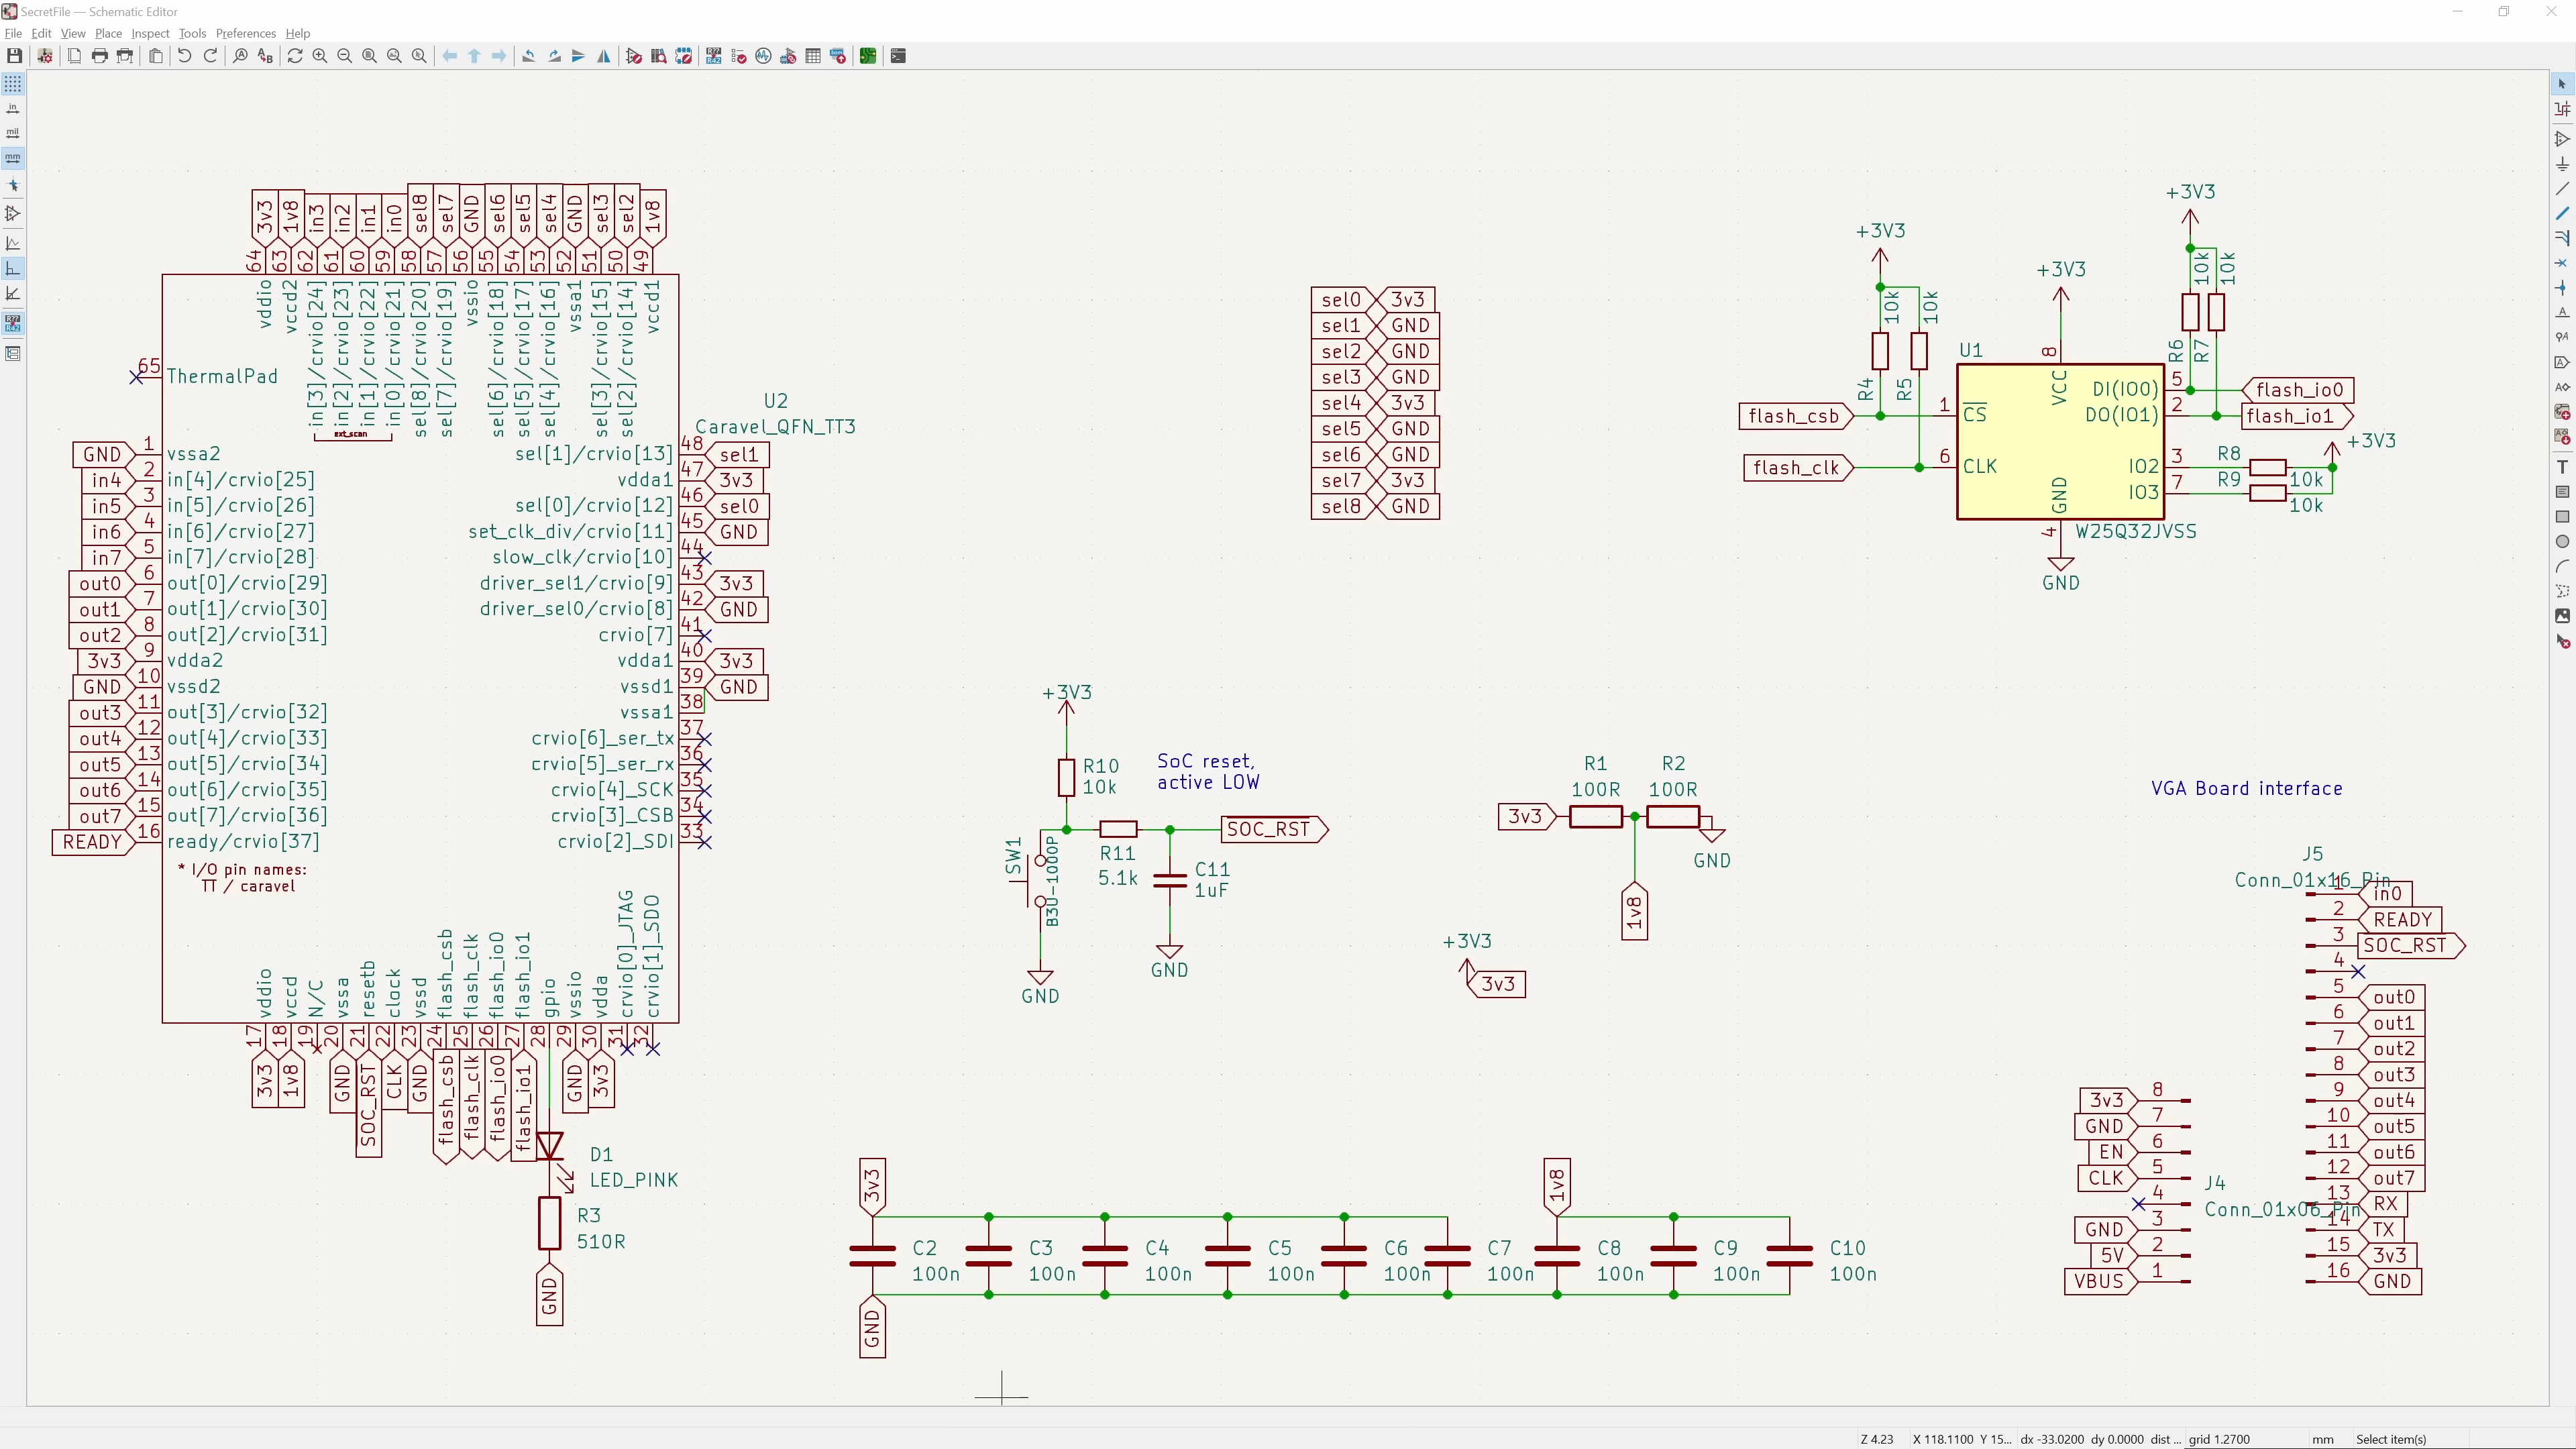 SecretFile — Schematic Editor
File Edit View Place Inspect Tools Preferences Help
in
mil
mm
3v3 1v8 in3 in2 in1 in0 sel8 sel7 GND sel6 sel5 sel4 GND sel3 sel2 1v8
64 63 62 61 60 59 58 57 56 55 54 53 52 51 50 49
vddio
vccd2
in[3]/crvio[24]
in[2]/crvio[23]
in[1]/crvio[22]
in[0]/crvio[21]
sel[8]/crvio[20]
sel[7]/crvio[19]
vssio
sel[6]/crvio[18]
sel[5]/crvio[17]
sel[4]/crvio[16]
vssa1
sel[3]/crvio[15]
sel[2]/crvio[14]
vccd1
ext_scan
65 ThermalPad
U2
Caravel_QFN_TT3
GND 1 vssa2
in4 2 in[4]/crvio[25]
in5 3 in[5]/crvio[26]
in6 4 in[6]/crvio[27]
in7 5 in[7]/crvio[28]
out0 6 out[0]/crvio[29]
out1 7 out[1]/crvio[30]
out2 8 out[2]/crvio[31]
3v3 9 vdda2
GND 10 vssd2
out3 11 out[3]/crvio[32]
out4 12 out[4]/crvio[33]
out5 13 out[5]/crvio[34]
out6 14 out[6]/crvio[35]
out7 15 out[7]/crvio[36]
READY 16 ready/crvio[37]
* I/O pin names:
TT / caravel
sel[1]/crvio[13] 48 sel1
vdda1 47 3v3
sel[0]/crvio[12] 46 sel0
set_clk_div/crvio[11] 45 GND
slow_clk/crvio[10] 44
driver_sel1/crvio[9] 43 3v3
driver_sel0/crvio[8] 42 GND
crvio[7] 41
vdda1 40 3v3
vssd1 39 GND
vssa1 38
crvio[6]_ser_tx 37
crvio[5]_ser_rx 36
crvio[4]_SCK 35
crvio[3]_CSB 34
crvio[2]_SDI 33
vddio
vccd
N/C
vssa
resetb
clock
vssd
flash_csb
flash_clk
flash_io0
flash_io1
gpio
vssio
vdda
crvio[0]_JTAG
crvio[1]_SDO
17 18 19 20 21 22 23 24 25 26 27 28 29 30 31 32
3v3 1v8 GND SOC_RST CLK GND flash_csb flash_clk flash_io0 flash_io1 GND 3v3
D1
LED_PINK
R3
510R
GND
sel0 3v3
sel1 GND
sel2 GND
sel3 GND
sel4 3v3
sel5 GND
sel6 GND
sel7 3v3
sel8 GND
+3V3
R10
10k
SoC reset,
active LOW
SOC_RST
SW1
B3U-1000P
R11
5.1k
C11
1uF
GND
GND
R1 R2
100R 100R
3v3
GND
1v8
+3V3
3v3
3v3
1v8
C2 C3 C4 C5 C6 C7 C8 C9 C10
100n 100n 100n 100n 100n 100n 100n 100n 100n
GND
+3V3
+3V3
+3V3
10k 10k
10k 10k
R4 R5
R6 R7
U1
flash_csb 1 CS
flash_clk 6 CLK
8 VCC
DI(IO0) 5 flash_io0
DO(IO1) 2 flash_io1
+3V3
IO2 3 R8 10k
IO3 7 R9 10k
GND 4
W25Q32JVSS
GND
VGA Board interface
J5
Conn_01x16_Pin
1 in0
2 READY
3 SOC_RST
4
5 out0
6 out1
7 out2
8 out3
9 out4
10 out5
11 out6
12 out7
13 RX
14 TX
15 3v3
16 GND
3v3 8
GND 7
EN 6
CLK 5
4
GND 3
5V 2
VBUS 1
J4
Conn_01x06_Pin
Z 4.23 X 118.1100 Y 15... dx -33.0200 dy 0.0000 dist ... grid 1.2700 mm Select item(s)